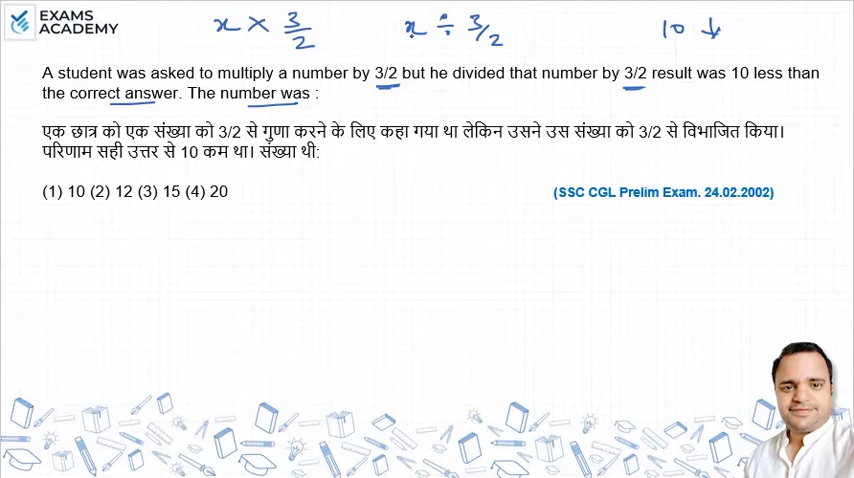 EXAMS
ACADEMY
x × 3/2
x ÷ 3/2
10 ↓
A student was asked to multiply a number by 3/2 but he divided that number by 3/2 result was 10 less than
the correct answer. The number was :
एक छात्र को एक संख्या को 3/2 से गुणा करने के लिए कहा गया था लेकिन उसने उस संख्या को 3/2 से विभाजित किया।
परिणाम सही उत्तर से 10 कम था। संख्या थी:
(1) 10 (2) 12 (3) 15 (4) 20
(SSC CGL Prelim Exam. 24.02.2002)